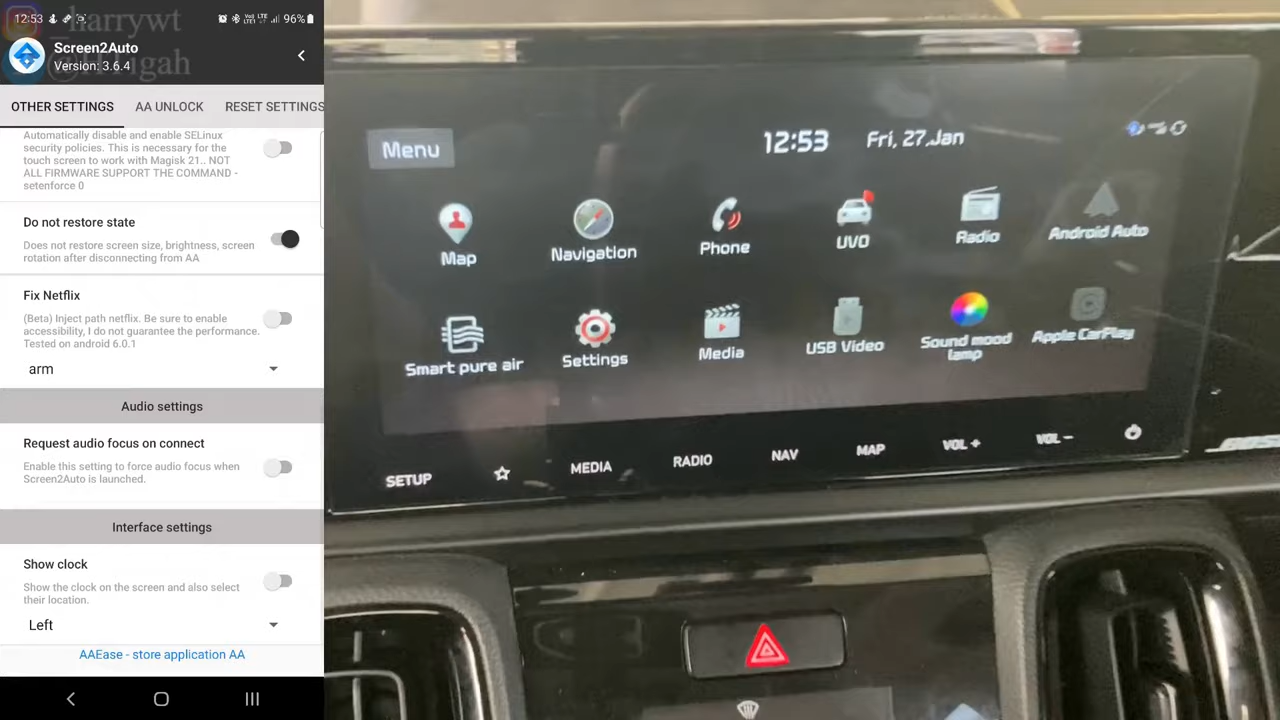 12:53
VoLTE1 LTE 96%
_harrywt
Screen2Auto
Version: 3.6.4
OTHER SETTINGS
AA UNLOCK
RESET SETTINGS
Automatically disable and enable SELinux
security policies. This is necessary for the
touch screen to work with Magisk 21.. NOT
ALL FIRMWARE SUPPORT THE COMMAND -
setenforce 0
Do not restore state
Does not restore screen size, brightness, screen
rotation after disconnecting from AA
Fix Netflix
(Beta) Inject path netflix. Be sure to enable
accessibility, I do not guarantee the performance.
Tested on android 6.0.1
arm
Audio settings
Request audio focus on connect
Enable this setting to force audio focus when
Screen2Auto is launched.
Interface settings
Show clock
Show the clock on the screen and also select
their location.
Left
AAEase - store application AA
Menu
12:53
Fri, 27.Jan
Map
Navigation
Phone
UVO
Radio
Android Auto
Smart pure air
Settings
Media
USB Video
Sound mood
lamp
Apple CarPlay
SETUP
MEDIA
RADIO
NAV
MAP
VOL +
VOL -